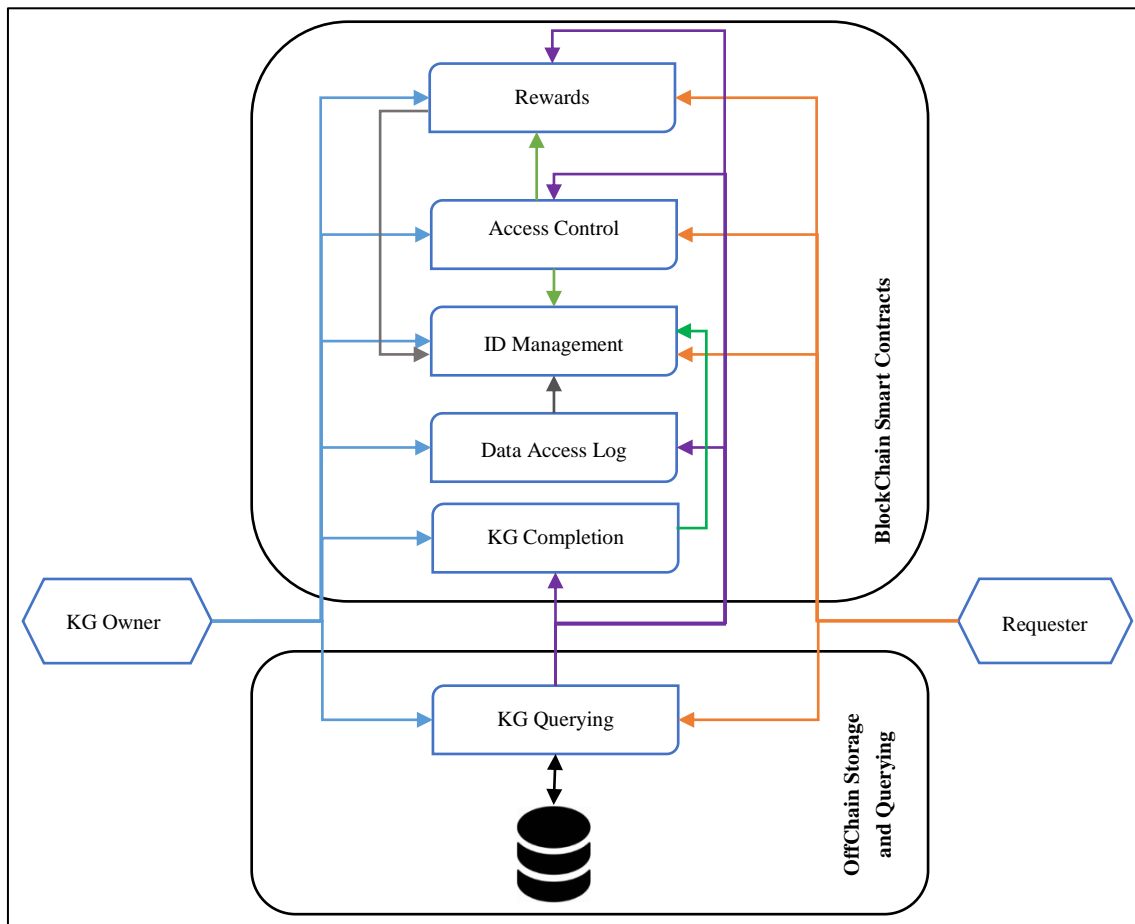 Rewards
Access Control
ID Management
Data Access Log
KG Completion
BlockChain Smart Contracts
KG Owner
Requester
KG Querying
OffChain Storage
and Querying